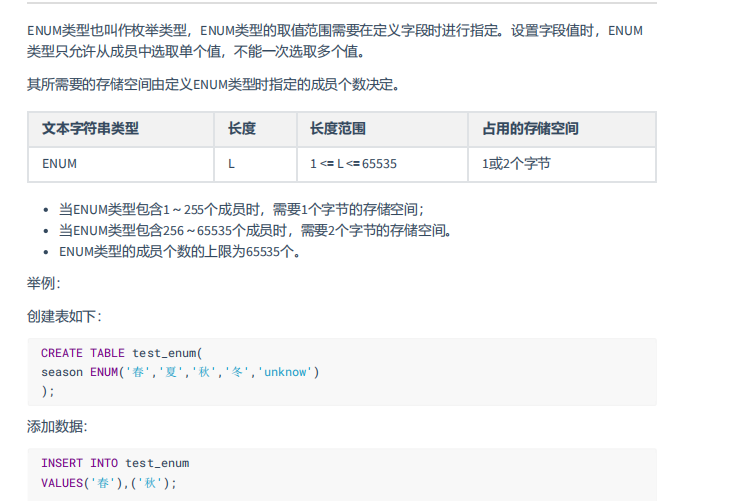 ENUM类型也叫作枚举类型，ENUM类型的取值范围需要在定义字段时进行指定。设置字段值时，ENUM
类型只允许从成员中选取单个值，不能一次选取多个值。
其所需要的存储空间由定义ENUM类型时指定的成员个数决定。
文本字符串类型 长度 长度范围 占用的存储空间
ENUM L 1 <= L <= 65535 1或2个字节
• 当ENUM类型包含1～255个成员时，需要1个字节的存储空间；
• 当ENUM类型包含256～65535个成员时，需要2个字节的存储空间。
• ENUM类型的成员个数的上限为65535个。
举例：
创建表如下：
CREATE TABLE test_enum(
season ENUM('春','夏','秋','冬','unknow')
);
添加数据：
INSERT INTO test_enum
VALUES('春'),('秋');